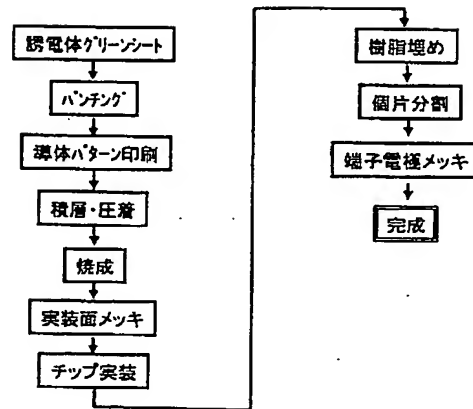 誘電体グリーンシート
パンチング
導体パターン印刷
積層・圧着
焼成
実装面メッキ
チップ実装
樹脂埋め
個片分割
端子電極メッキ
完成